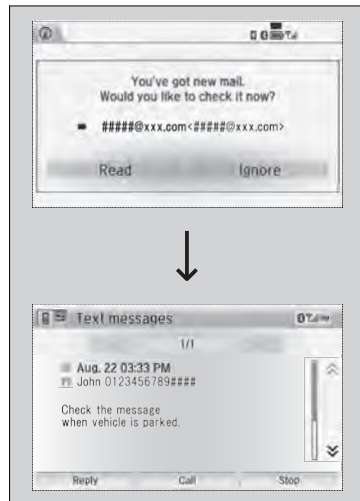 You've got new mail.
Would you like to check it now?
#####@xxx.com<#####@xxx.com>
Read Ignore
Text messages
1/1
Aug. 22 03:33 PM
John 0123456789####
Check the message
when vehicle is parked.
Reply Call Stop